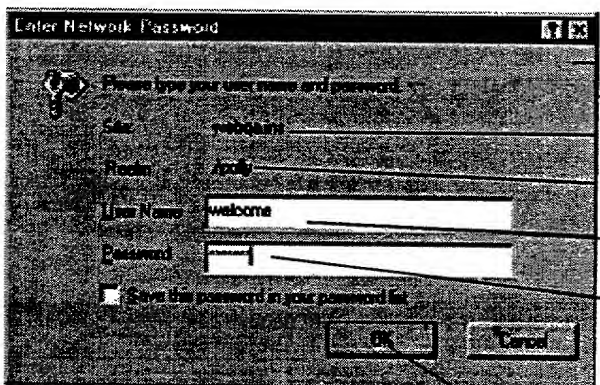 Enter Network Password
Please type your user name and password.
Site:
Realm
User Name welcome
Password
Save this password in your password list
OK Cancel